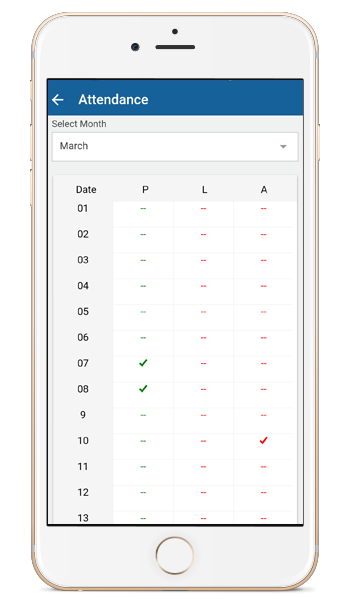 Attendance
Select Month
March
Date P L A
01 -- -- --
02 -- -- --
03 -- -- --
04 -- -- --
05 -- -- --
06 -- -- --
07 ✔ -- --
08 ✔ -- --
9 -- -- --
10 -- -- ✔
11 -- -- --
12 -- -- --
13 -- -- --